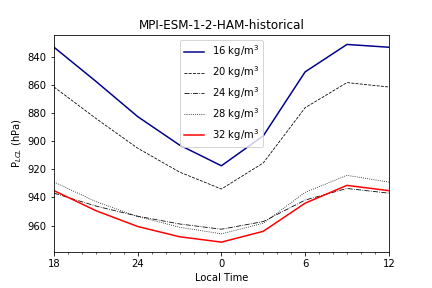 MPI-ESM-1-2-HAM-historical
16 kg/m³
20 kg/m³
24 kg/m³
28 kg/m³
32 kg/m³
P_LCL (hPa)
840
860
880
900
920
940
960
18 24 0 6 12
Local Time